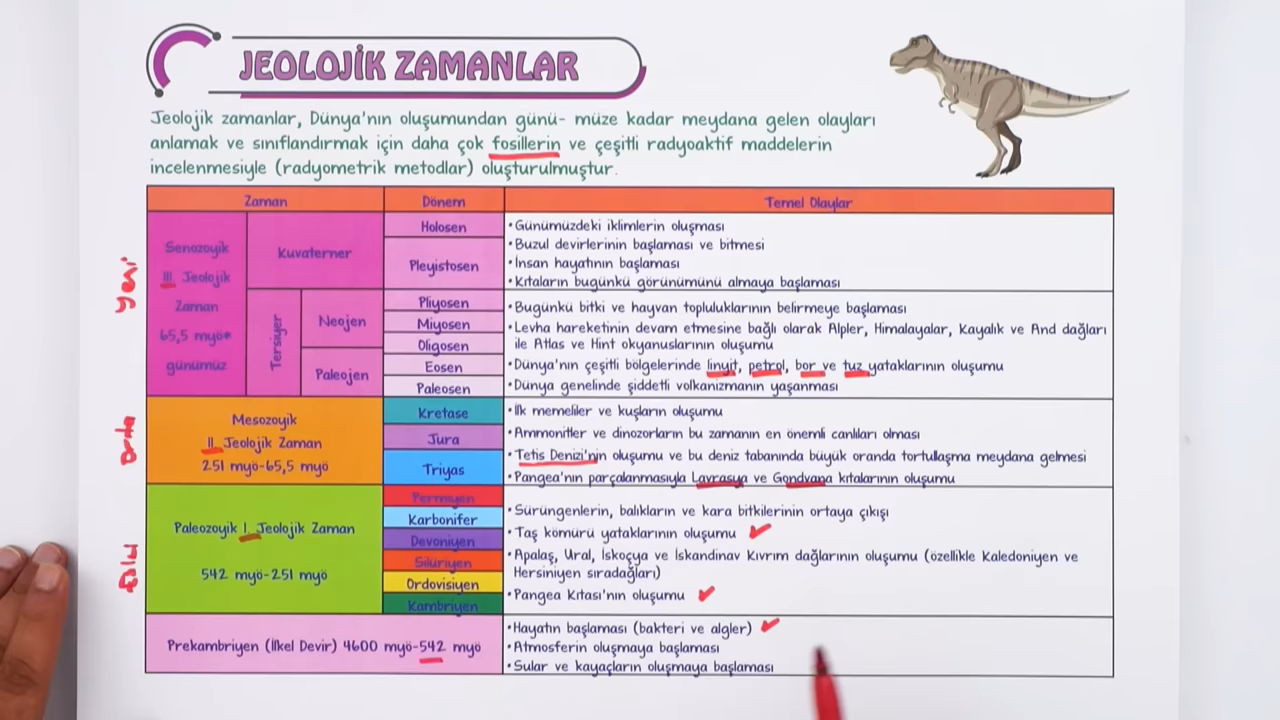 JEOLOJİK ZAMANLAR
Jeolojik zamanlar, Dünya'nın oluşumundan günü- müze kadar meydana gelen olayları
anlamak ve sınıflandırmak için daha çok fosillerin ve çeşitli radyoaktif maddelerin
incelenmesiyle (radyometrik metodlar) oluşturulmuştur.
Zaman Dönem Temel Olaylar
yeni
Senozoyik
III. Jeolojik
Zaman
65,5 myö*
günümüz
Kuvaterner
Tersiyer
Neojen
Paleojen
Holosen
Pleyistosen
Pliyosen
Miyosen
Oligosen
Eosen
Paleosen
• Günümüzdeki iklimlerin oluşması
• Buzul devirlerinin başlaması ve bitmesi
• İnsan hayatının başlaması
• Kıtaların bugünkü görünümünü almaya başlaması
• Bugünkü bitki ve hayvan topluluklarının belirmeye başlaması
• Levha hareketinin devam etmesine bağlı olarak Alpler, Himalayalar, Kayalık ve And dağları
ile Atlas ve Hint okyanuslarının oluşumu
• Dünya'nın çeşitli bölgelerinde linyit, petrol, bor ve tuz yataklarının oluşumu
• Dünya genelinde şiddetli volkanizmanın yaşanması
Orta
Mesozoyik
II. Jeolojik Zaman
251 myö-65,5 myö
Kretase
Jura
Triyas
• İlk memeliler ve kuşların oluşumu
• Ammonitler ve dinozorların bu zamanın en önemli canlıları olması
• Tetis Denizi'nin oluşumu ve bu deniz tabanında büyük oranda tortullaşma meydana gelmesi
• Pangea'nın parçalanmasıyla Lavrasya ve Gondvana kıtalarının oluşumu
Eski
Paleozoyik I. Jeolojik Zaman
542 myö-251 myö
Permiyen
Karbonifer
Devoniyen
Silüriyen
Ordovisiyen
Kambriyen
• Sürüngenlerin, balıkların ve kara bitkilerinin ortaya çıkışı
• Taş kömürü yataklarının oluşumu
• Apalaş, Ural, İskoçya ve İskandinav Kıvrım dağlarının oluşumu (özellikle Kaledoniyen ve
Hersiniyen sıradağları)
• Pangea Kıtası'nın oluşumu
Prekambriyen (İlkel Devir) 4600 myö-542 myö
• Hayatın başlaması (bakteri ve algler)
• Atmosferin oluşmaya başlaması
• Sular ve kayaçların oluşmaya başlaması